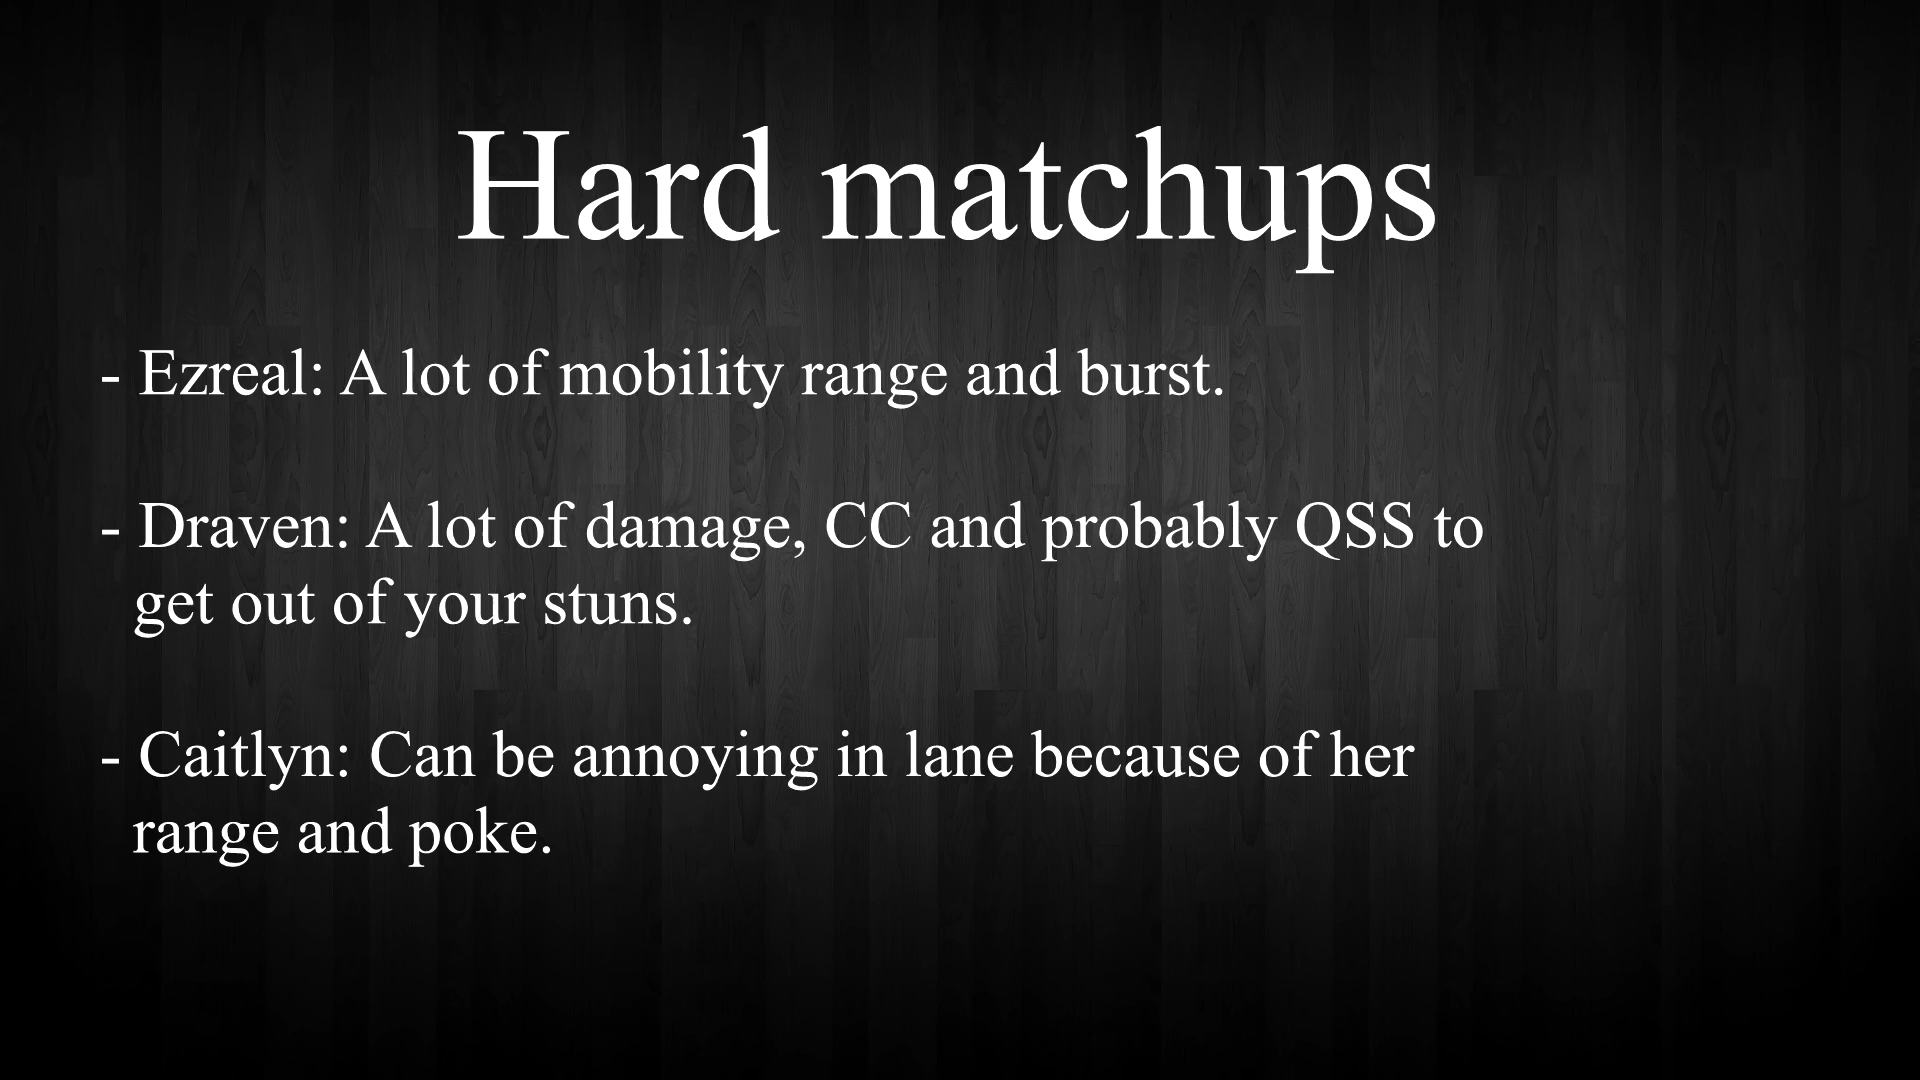 Hard matchups
- Ezreal: A lot of mobility range and burst.
- Draven: A lot of damage, CC and probably QSS to
get out of your stuns.
- Caitlyn: Can be annoying in lane because of her
range and poke.